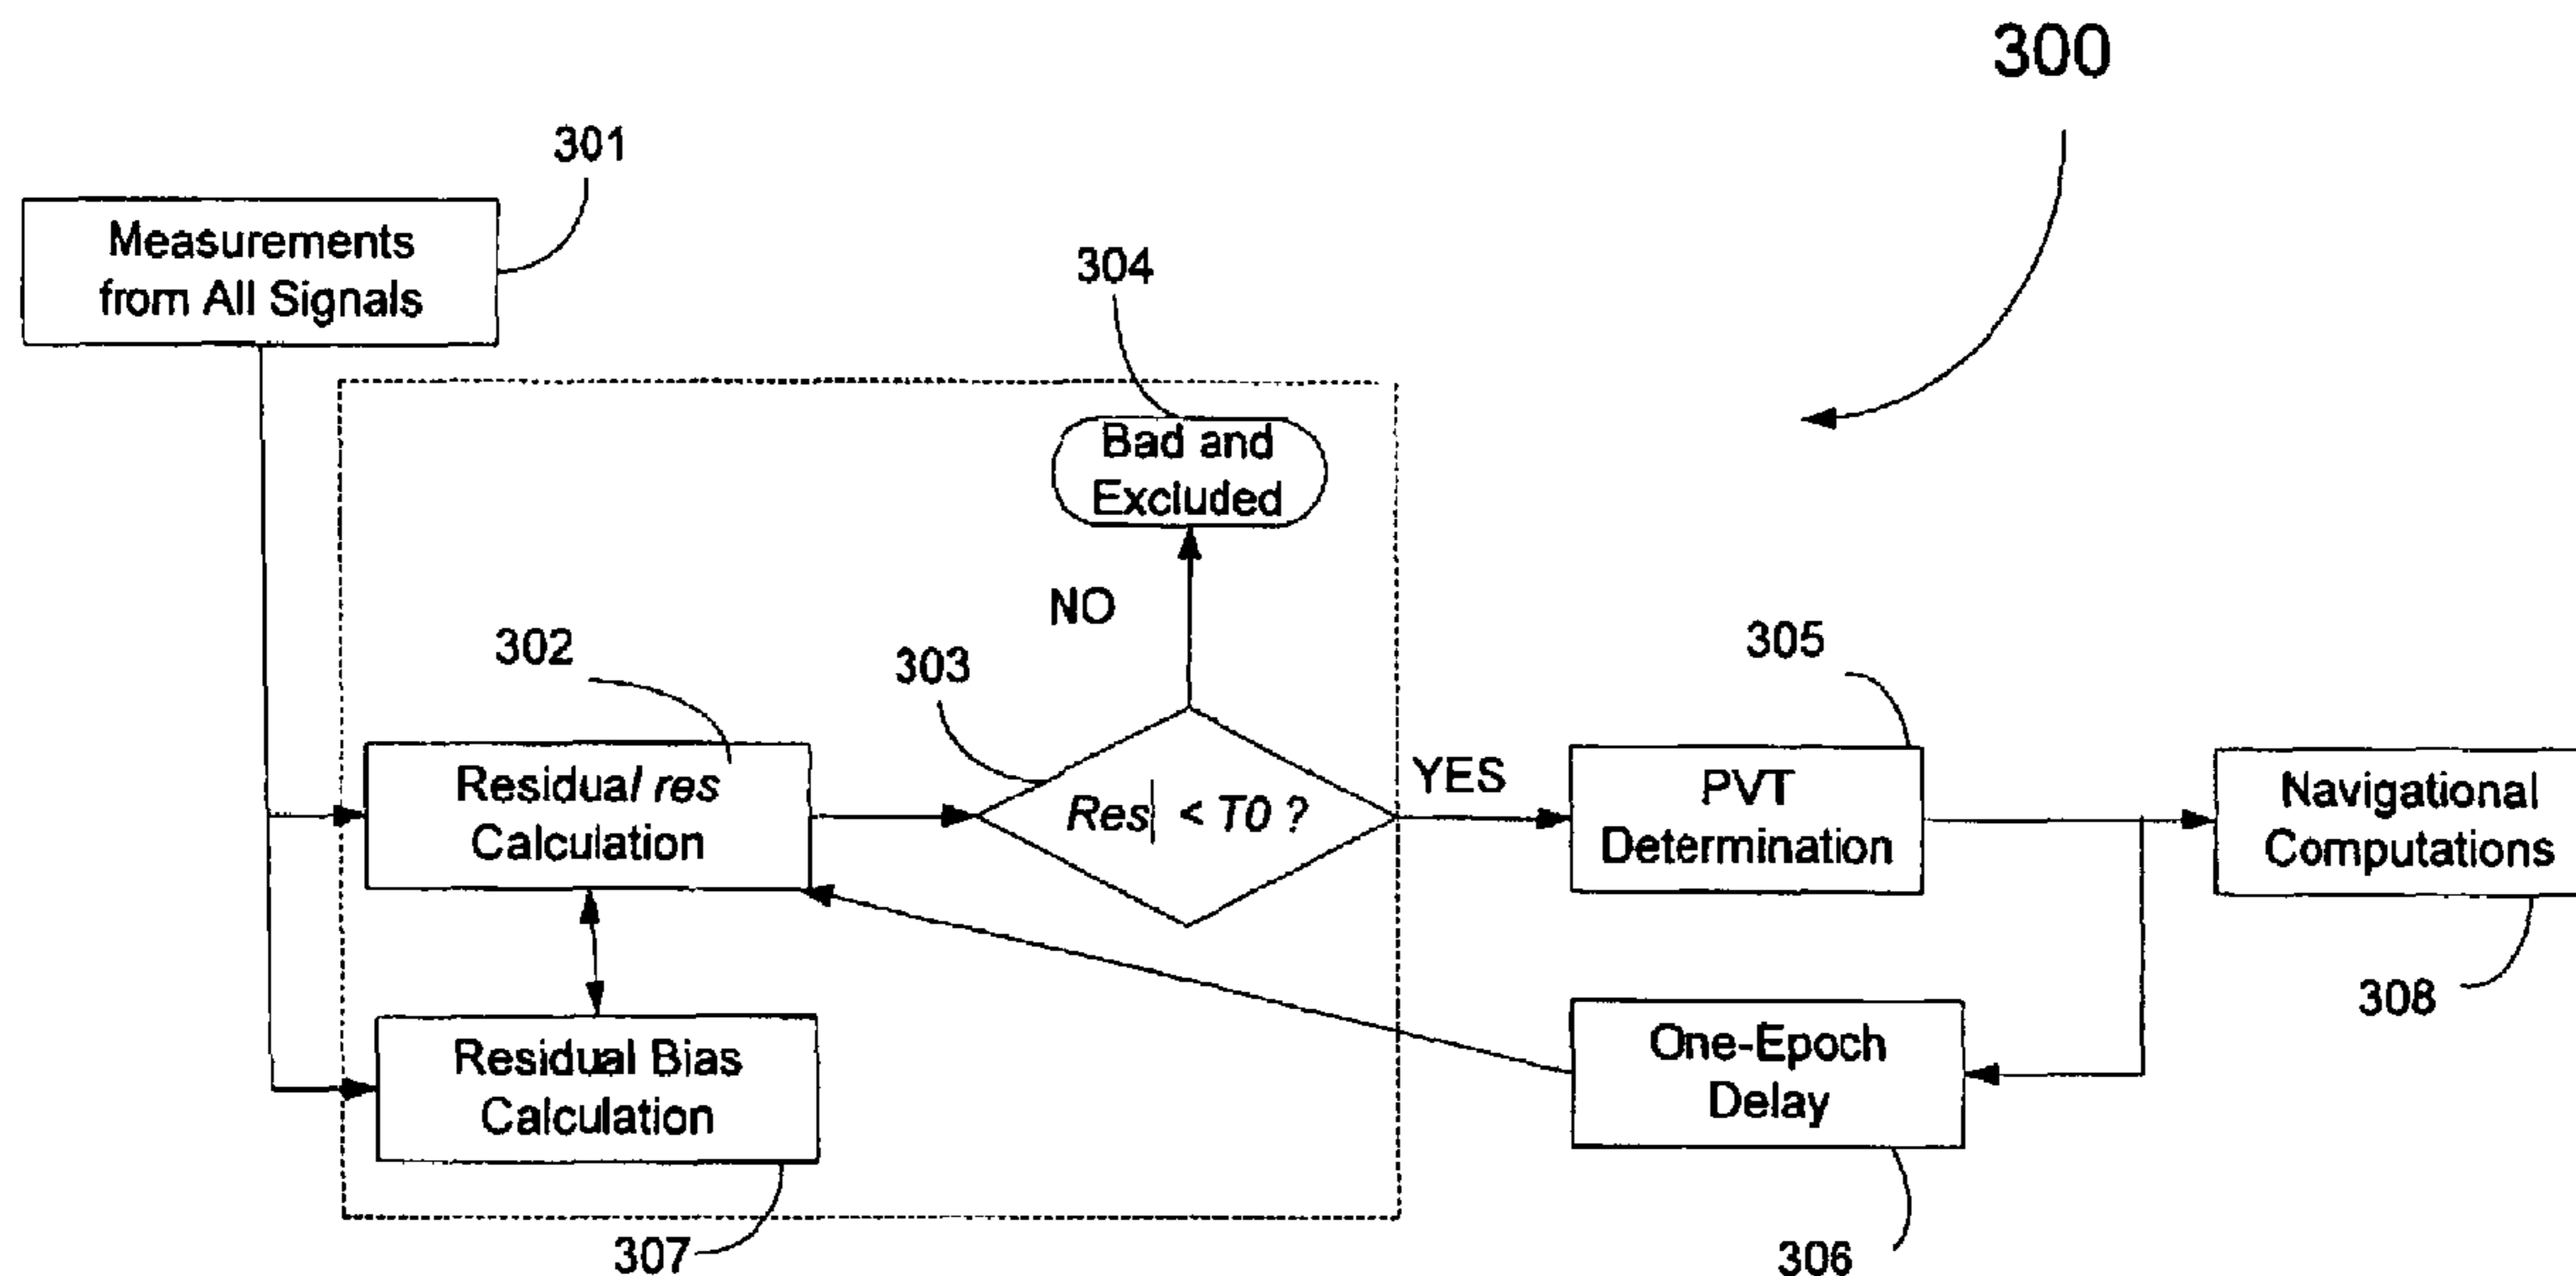 300
301
Measurements
from All Signals
304
Bad and
Excluded
NO
302
303
305
Residual res
Calculation
Res| < T0 ?
YES
PVT
Determination
Navigational
Computations
308
Residual Bias
Calculation
One-Epoch
Delay
307
306